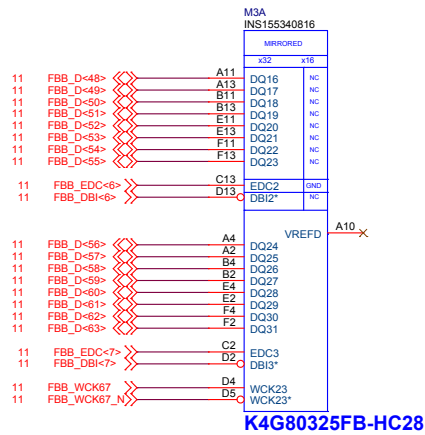 M3A
INS155340816
MIRRORED
x32 x16
11 FBB_D<48> A11 DQ16 NC
11 FBB_D<49> A13 DQ17 NC
11 FBB_D<50> B11 DQ18 NC
11 FBB_D<51> B13 DQ19 NC
11 FBB_D<52> E11 DQ20 NC
11 FBB_D<53> E13 DQ21 NC
11 FBB_D<54> F11 DQ22 NC
11 FBB_D<55> F13 DQ23 NC
11 FBB_EDC<6> C13 EDC2 GND
11 FBB_DBI<6> D13 DBI2* NC
VREFD A10
11 FBB_D<56> A4 DQ24
11 FBB_D<57> A2 DQ25
11 FBB_D<58> B4 DQ26
11 FBB_D<59> B2 DQ27
11 FBB_D<60> E4 DQ28
11 FBB_D<61> E2 DQ29
11 FBB_D<62> F4 DQ30
11 FBB_D<63> F2 DQ31
11 FBB_EDC<7> C2 EDC3
11 FBB_DBI<7> D2 DBI3*
11 FBB_WCK67 D4 WCK23
11 FBB_WCK67_N D5 WCK23*
K4G80325FB-HC28